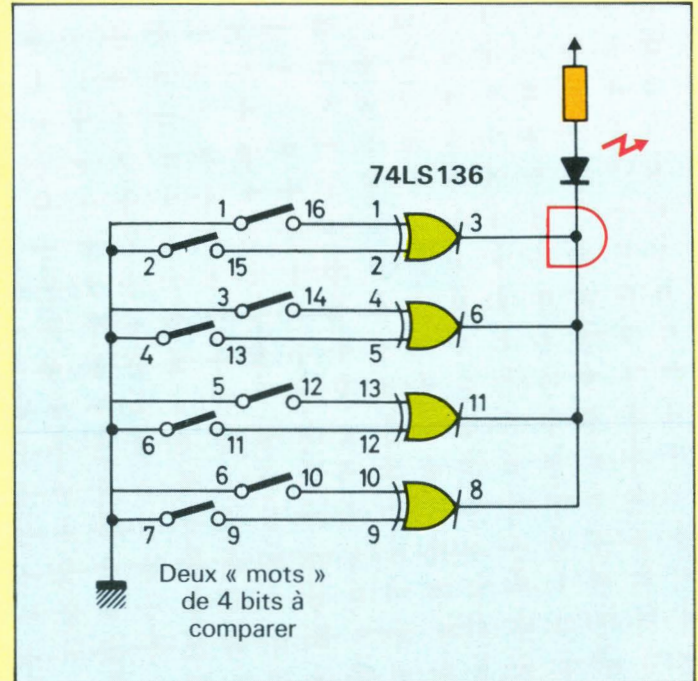 74LS136
1 16 1 3
2 15 2
3 14 4 6
4 13 5
5 12 13 11
6 11 12
6 10 10 8
7 9 9
Deux « mots »
de 4 bits à
comparer